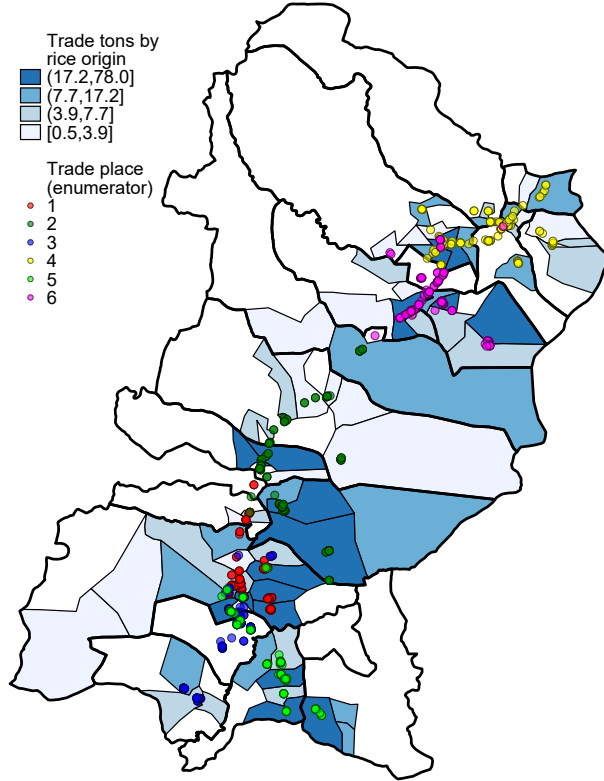 Trade tons by
rice origin
(17.2,78.0]
(7.7,17.2]
(3.9,7.7]
[0.5,3.9]
Trade place
(enumerator)
1
2
3
4
5
6